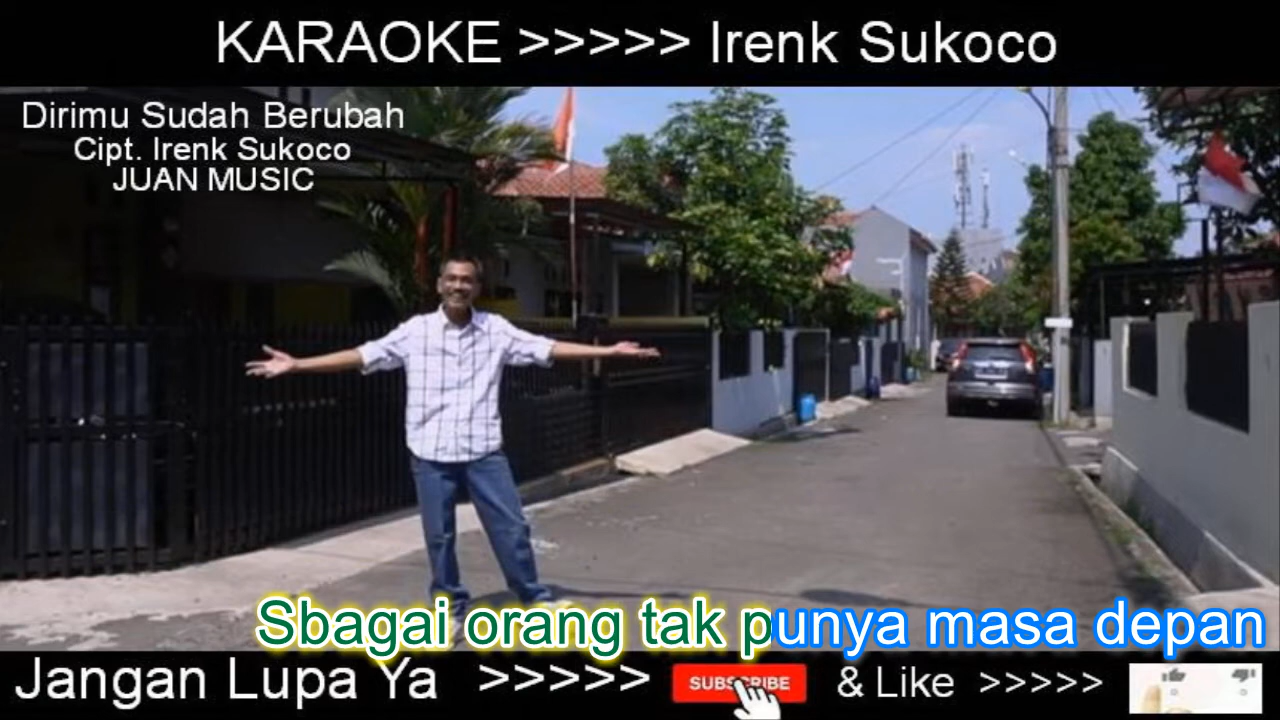 KARAOKE >>>>> Irenk Sukoco
Dirimu Sudah Berubah
Cipt. Irenk Sukoco
JUAN MUSIC
Sbagai orang tak punya masa depan
Jangan Lupa Ya >>>>> SUBSCRIBE & Like >>>>>